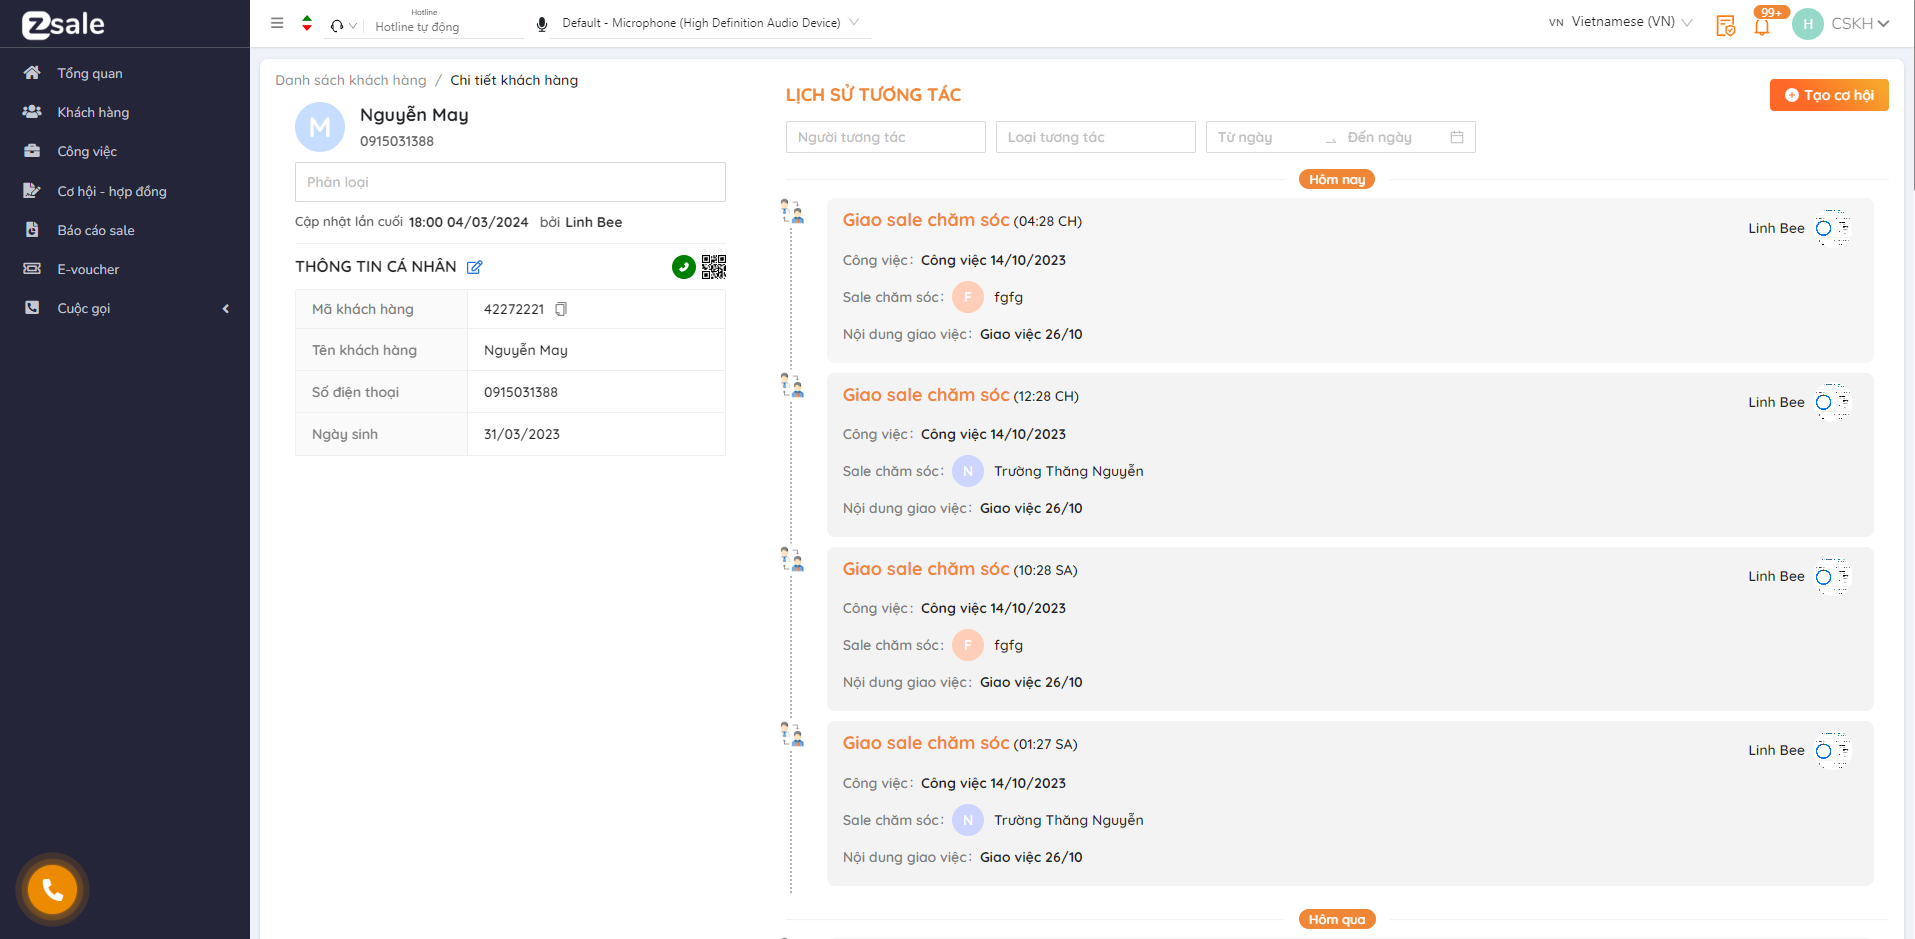 Zsale
Tổng quan
Khách hàng
Công việc
Cơ hội - hợp đồng
Báo cáo sale
E-voucher
Cuộc gọi
Hotline
Hotline tự động
Default - Microphone (High Definition Audio Device)
VN Vietnamese (VN)
99+
H
CSKH
Danh sách khách hàng / Chi tiết khách hàng
M
Nguyễn May
0915031388
Phân loại
Cập nhật lần cuối 18:00 04/03/2024 bởi Linh Bee
THÔNG TIN CÁ NHÂN
Mã khách hàng 42272221
Tên khách hàng Nguyễn May
Số điện thoại 0915031388
Ngày sinh 31/03/2023
LỊCH SỬ TƯƠNG TÁC
Tạo cơ hội
Người tương tác
Loại tương tác
Từ ngày
Đến ngày
Hôm nay
Giao sale chăm sóc (04:28 CH)
Linh Bee
Công việc: Công việc 14/10/2023
Sale chăm sóc: F fgfg
Nội dung giao việc: Giao việc 26/10
Giao sale chăm sóc (12:28 CH)
Linh Bee
Công việc: Công việc 14/10/2023
Sale chăm sóc: N Trường Thăng Nguyễn
Nội dung giao việc: Giao việc 26/10
Giao sale chăm sóc (10:28 SA)
Linh Bee
Công việc: Công việc 14/10/2023
Sale chăm sóc: F fgfg
Nội dung giao việc: Giao việc 26/10
Giao sale chăm sóc (01:27 SA)
Linh Bee
Công việc: Công việc 14/10/2023
Sale chăm sóc: N Trường Thăng Nguyễn
Nội dung giao việc: Giao việc 26/10
Hôm qua